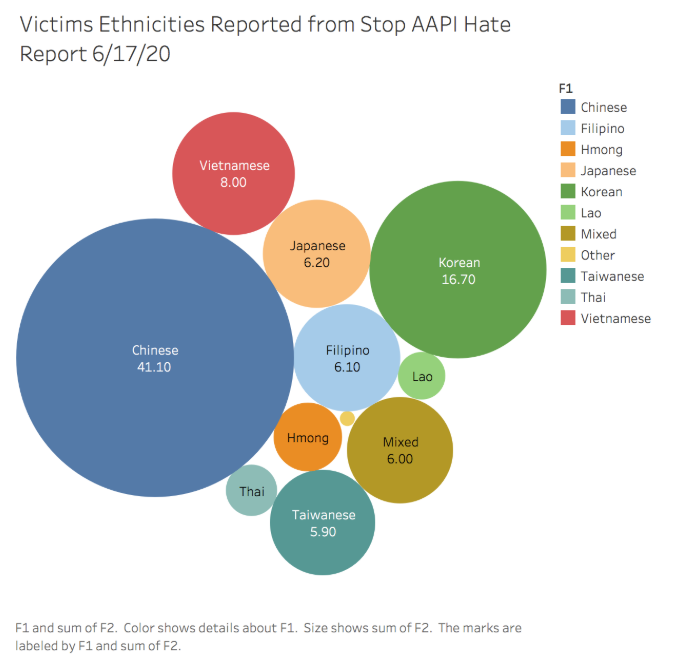 Victims Ethnicities Reported from Stop AAPI Hate
Report 6/17/20
F1
Chinese
Filipino
Hmong
Japanese
Korean
Lao
Mixed
Other
Taiwanese
Thai
Vietnamese
Vietnamese
8.00
Japanese
6.20
Korean
16.70
Chinese
41.10
Filipino
6.10
Lao
Hmong
Mixed
6.00
Thai
Taiwanese
5.90
F1 and sum of F2.  Color shows details about F1.  Size shows sum of F2.  The marks are
labeled by F1 and sum of F2.